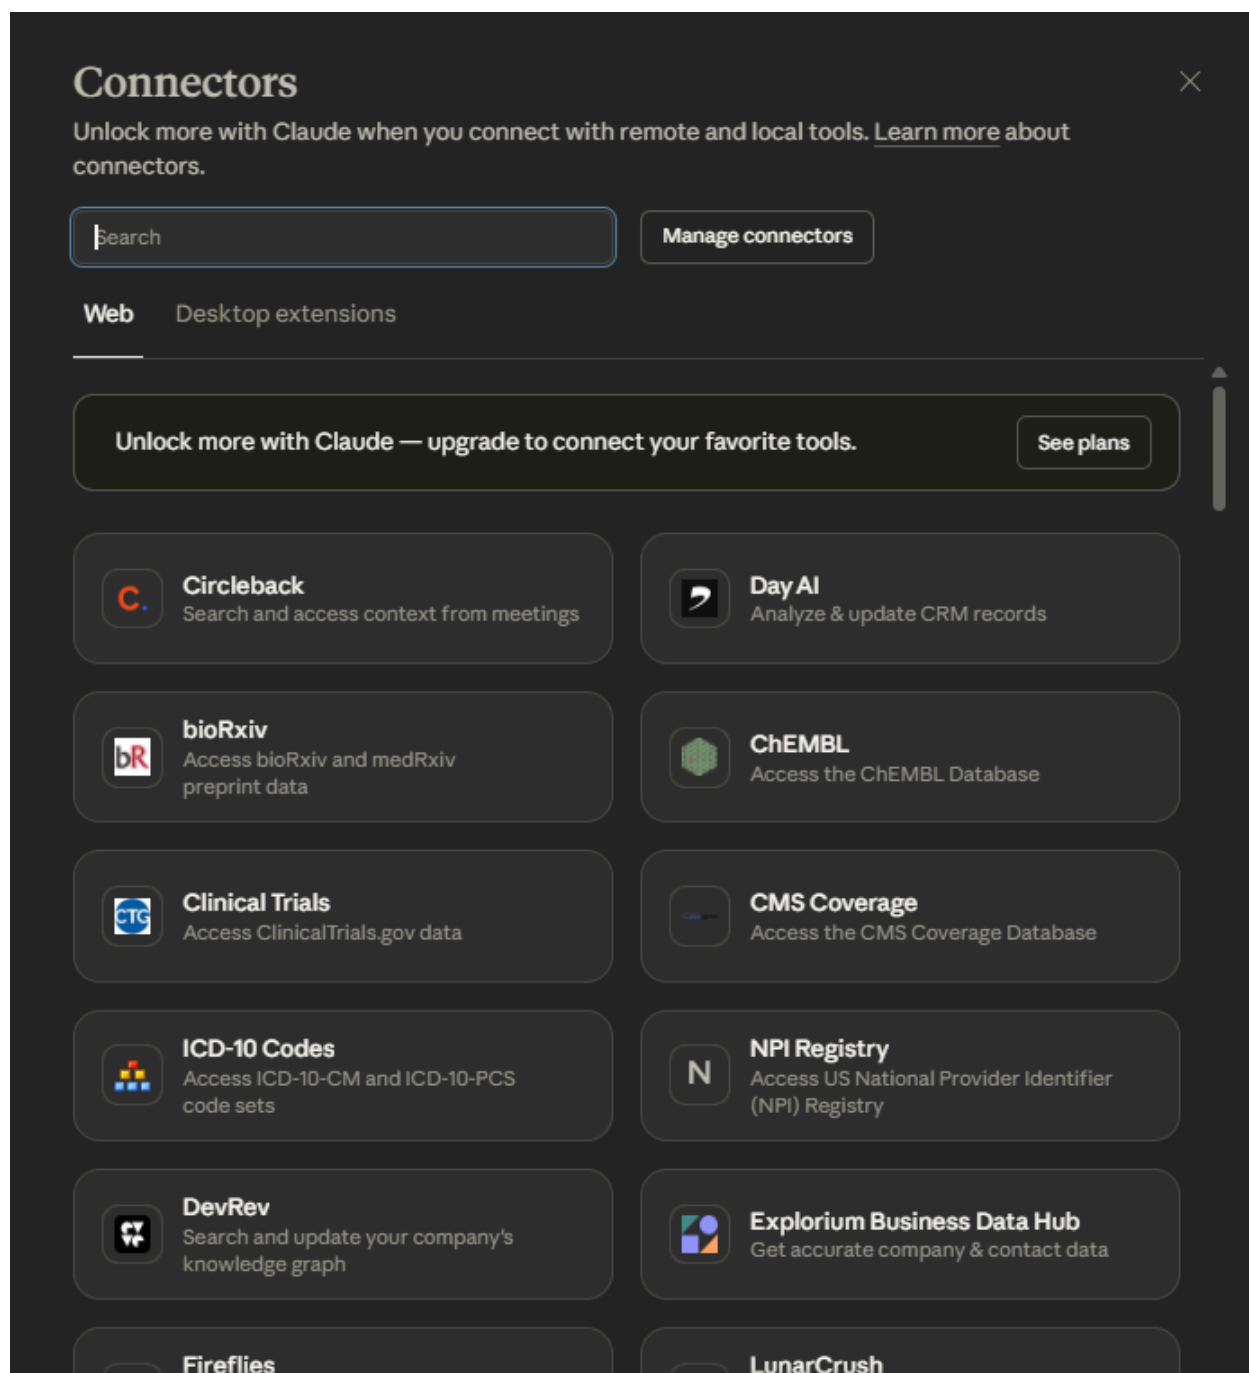 Connectors
Unlock more with Claude when you connect with remote and local tools. Learn more about
connectors.
Search
Manage connectors
Web
Desktop extensions
Unlock more with Claude — upgrade to connect your favorite tools.
See plans
C.
Circleback
Search and access context from meetings
Day AI
Analyze & update CRM records
bR
bioRxiv
Access bioRxiv and medRxiv
preprint data
ChEMBL
Access the ChEMBL Database
CTG
Clinical Trials
Access ClinicalTrials.gov data
CMS Coverage
Access the CMS Coverage Database
ICD-10 Codes
Access ICD-10-CM and ICD-10-PCS
code sets
N
NPI Registry
Access US National Provider Identifier
(NPI) Registry
DevRev
Search and update your company's
knowledge graph
Explorium Business Data Hub
Get accurate company & contact data
Fireflies
LunarCrush